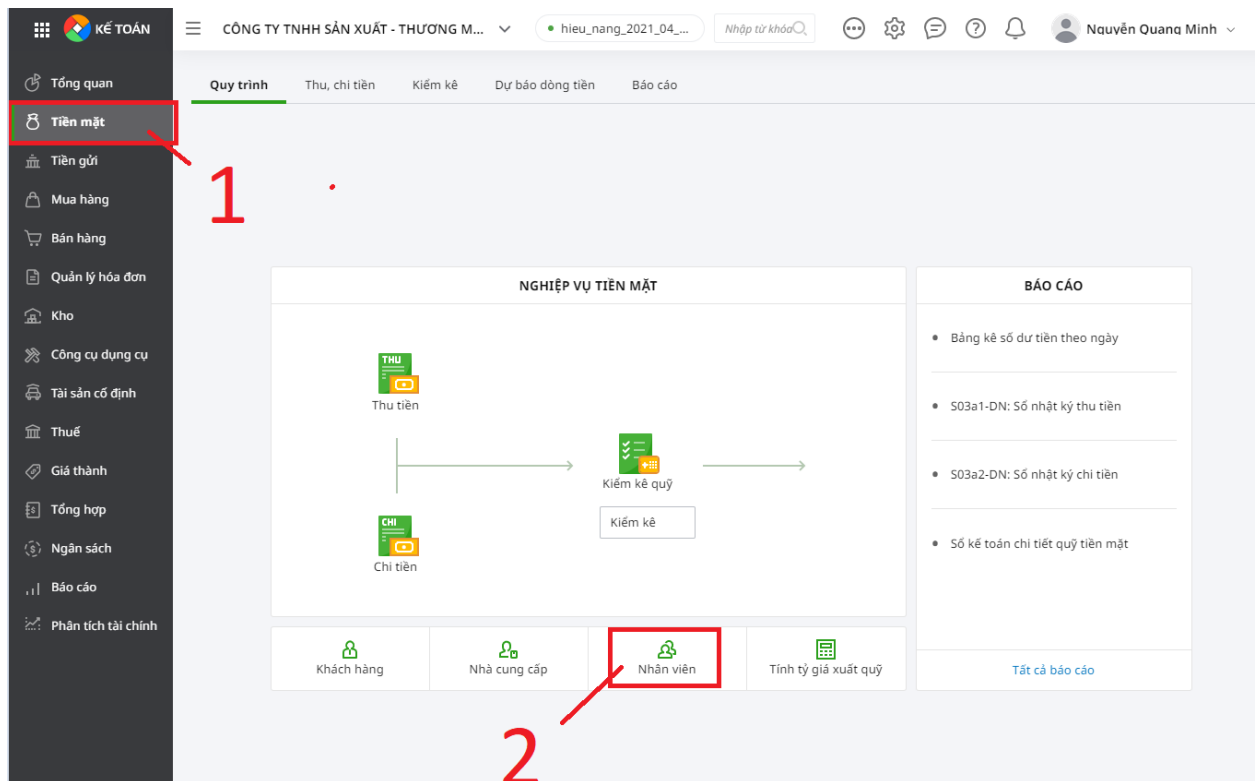 KẾ TOÁN
CÔNG TY TNHH SẢN XUẤT - THƯƠNG M...
hieu_nang_2021_04_...
Nhập từ khóa
Nguyễn Quang Minh
Tổng quan
Quy trình
Thu, chi tiền
Kiểm kê
Dự báo dòng tiền
Báo cáo
Tiền mặt
1
Tiền gửi
Mua hàng
Bán hàng
Quản lý hóa đơn
Kho
Công cụ dụng cụ
Tài sản cố định
Thuế
Giá thành
Tổng hợp
Ngân sách
Báo cáo
Phân tích tài chính
NGHIỆP VỤ TIỀN MẶT
THU
Thu tiền
Kiểm kê quỹ
Kiểm kê
CHI
Chi tiền
BÁO CÁO
Bảng kê số dư tiền theo ngày
S03a1-DN: Sổ nhật ký thu tiền
S03a2-DN: Sổ nhật ký chi tiền
Sổ kế toán chi tiết quỹ tiền mặt
Tất cả báo cáo
Khách hàng
Nhà cung cấp
Nhân viên
Tính tỷ giá xuất quỹ
2